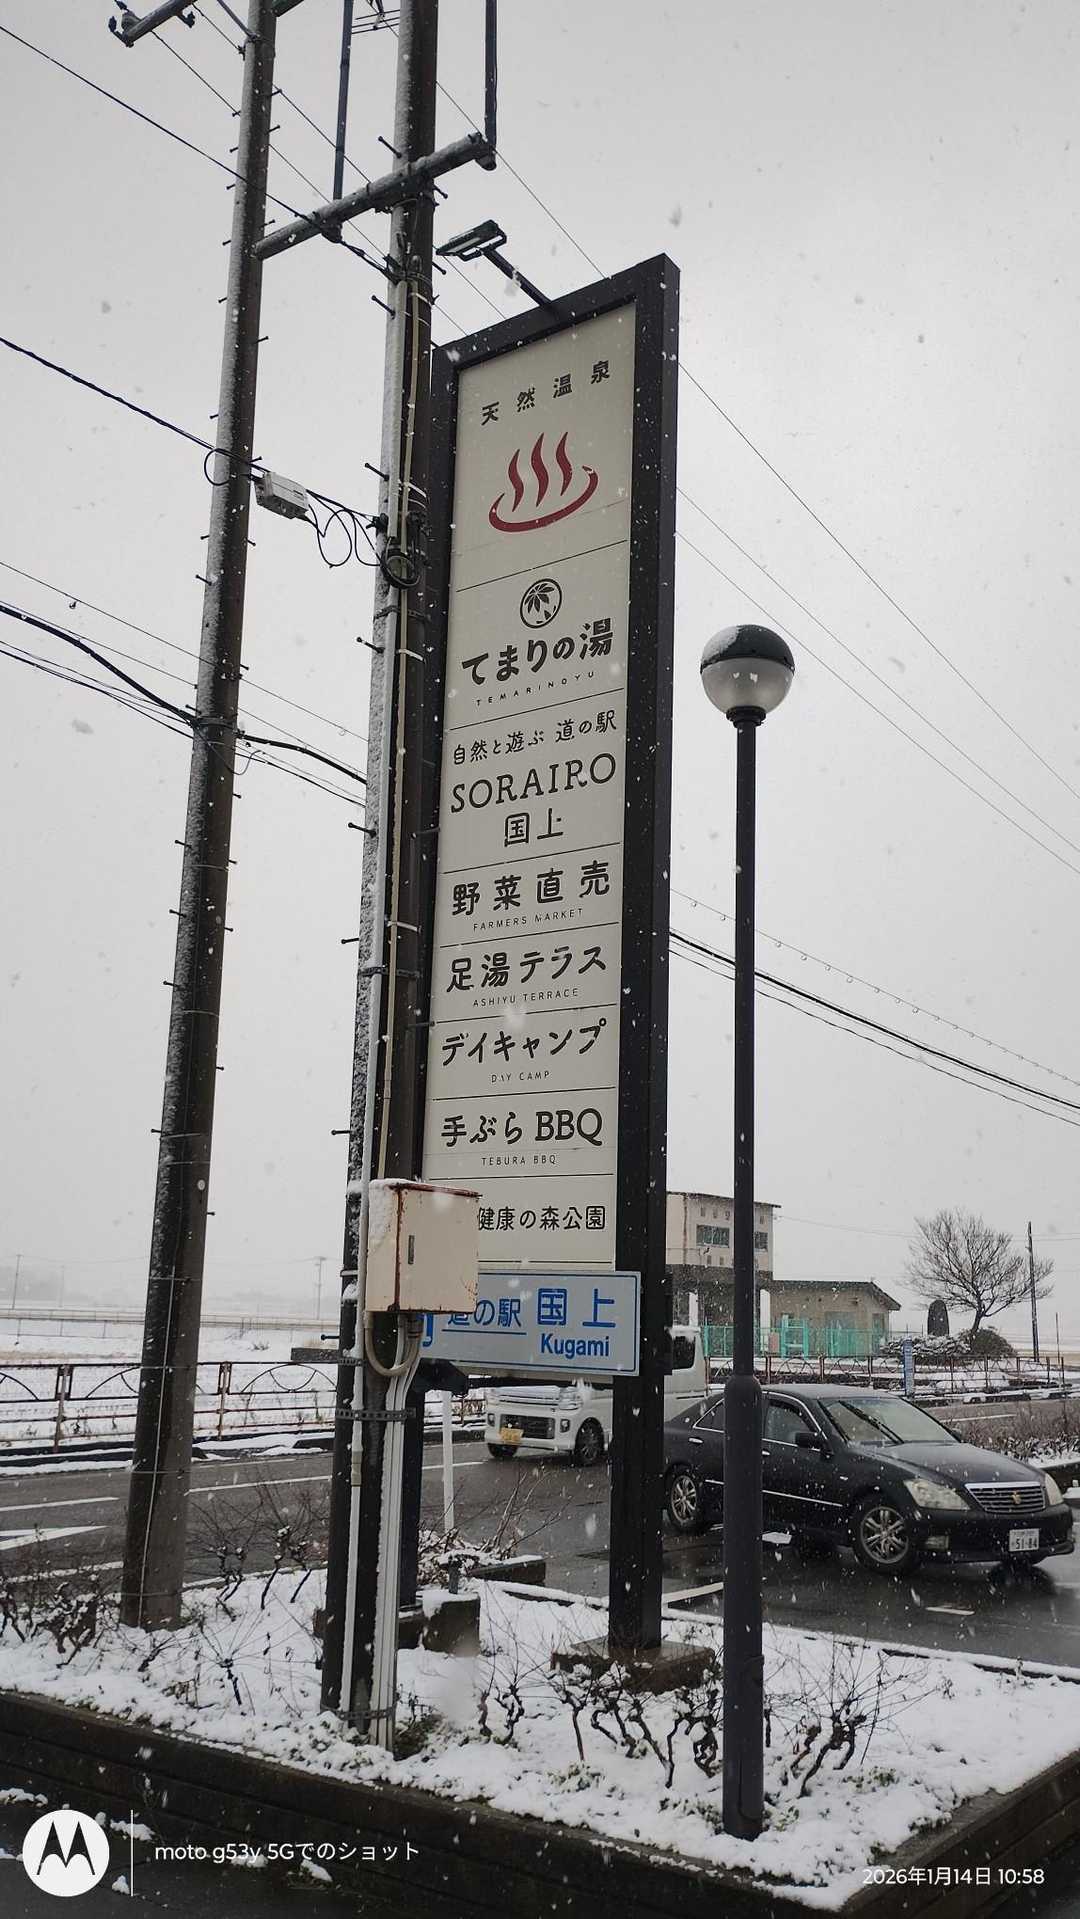 天然温泉
てまりの湯
TEMARINOYU
自然と遊ぶ 道の駅
SORAIRO
国上
野菜直売
FARMERS MARKET
足湯テラス
ASHIYU TERRACE
デイキャンプ
DAY CAMP
手ぶらBBQ
TEBURA BBQ
健康の森公園
道の駅 国上
Kugami
51-84
moto g53y 5Gでのショット
2026年1月14日 10:58